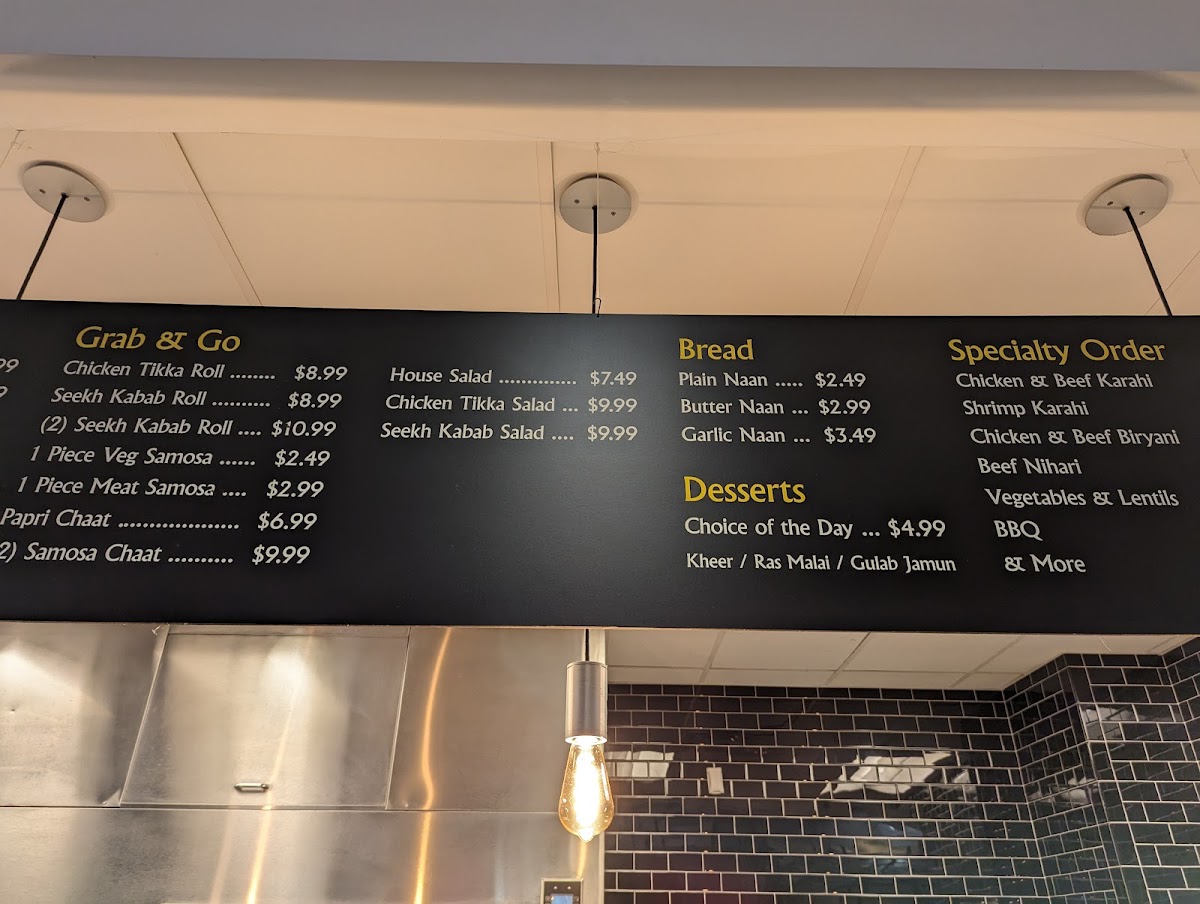 Grab & Go
Chicken Tikka Roll ........ $8.99
Seekh Kabab Roll .......... $8.99
(2) Seekh Kabab Roll .... $10.99
1 Piece Veg Samosa ...... $2.49
1 Piece Meat Samosa .... $2.99
Papri Chaat .................... $6.99
2) Samosa Chaat ........... $9.99
House Salad .............. $7.49
Chicken Tikka Salad ... $9.99
Seekh Kabab Salad .... $9.99
Bread
Plain Naan ..... $2.49
Butter Naan ... $2.99
Garlic Naan ... $3.49
Desserts
Choice of the Day ... $4.99
Kheer / Ras Malai / Gulab Jamun
Specialty Order
Chicken & Beef Karahi
Shrimp Karahi
Chicken & Beef Biryani
Beef Nihari
Vegetables & Lentils
BBQ
& More